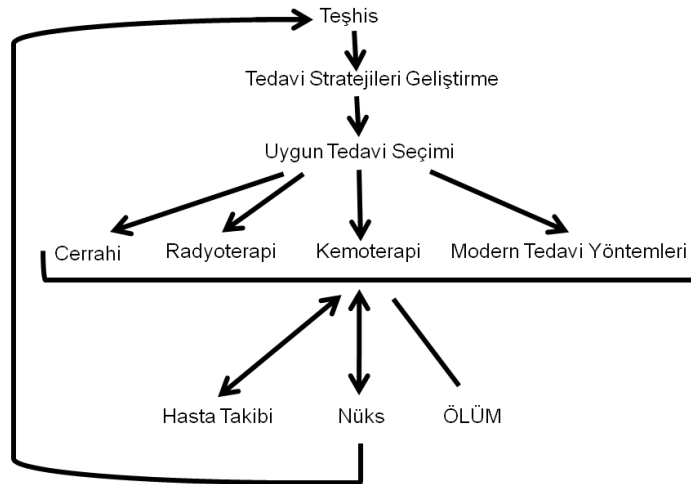 Teşhis
Tedavi Stratejileri Geliştirme
Uygun Tedavi Seçimi
Cerrahi Radyoterapi Kemoterapi Modern Tedavi Yöntemleri
Hasta Takibi Nüks ÖLÜM